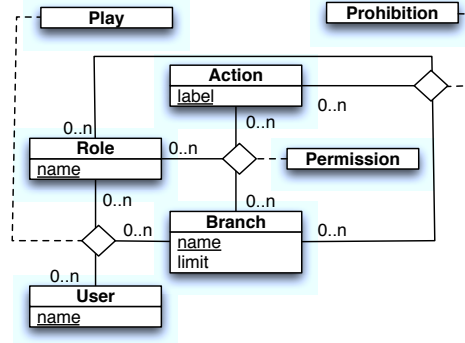 Play
Prohibition
Action
label
0..n
0..n
0..n
Role
name
0..n
Permission
0..n
0..n
Branch
name
limit
0..n
0..n
0..n
User
name